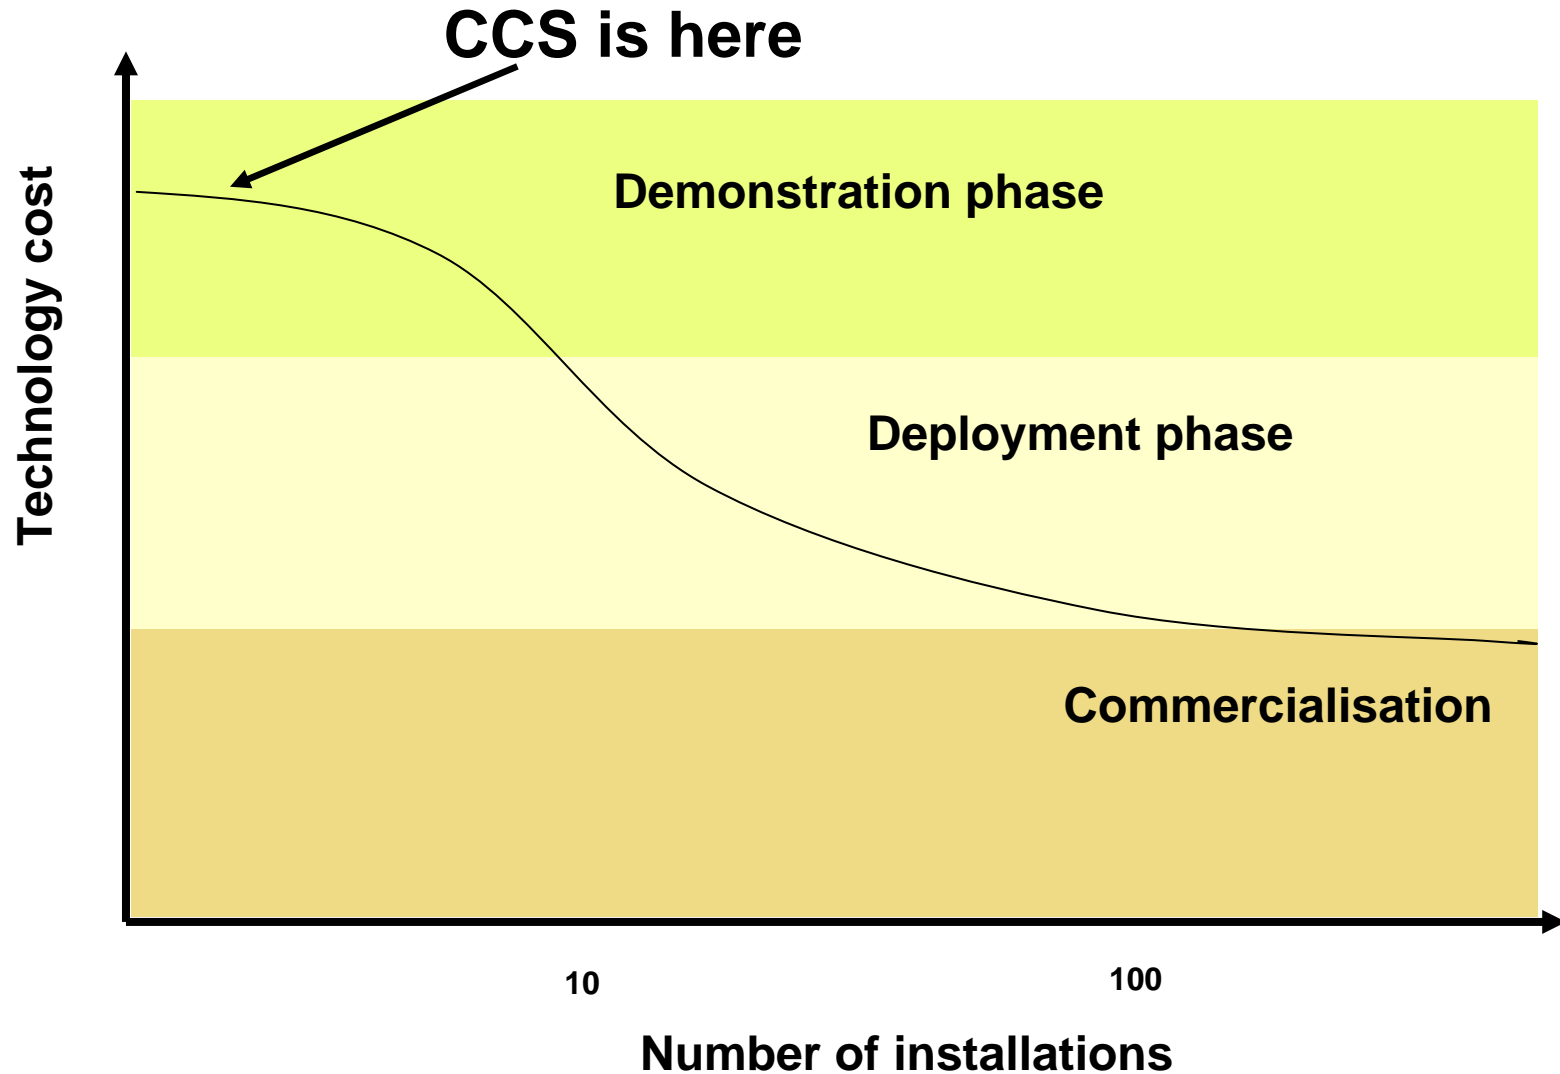 CCS is here
Technology cost
Demonstration phase
Deployment phase
Commercialisation
10
100
Number of installations